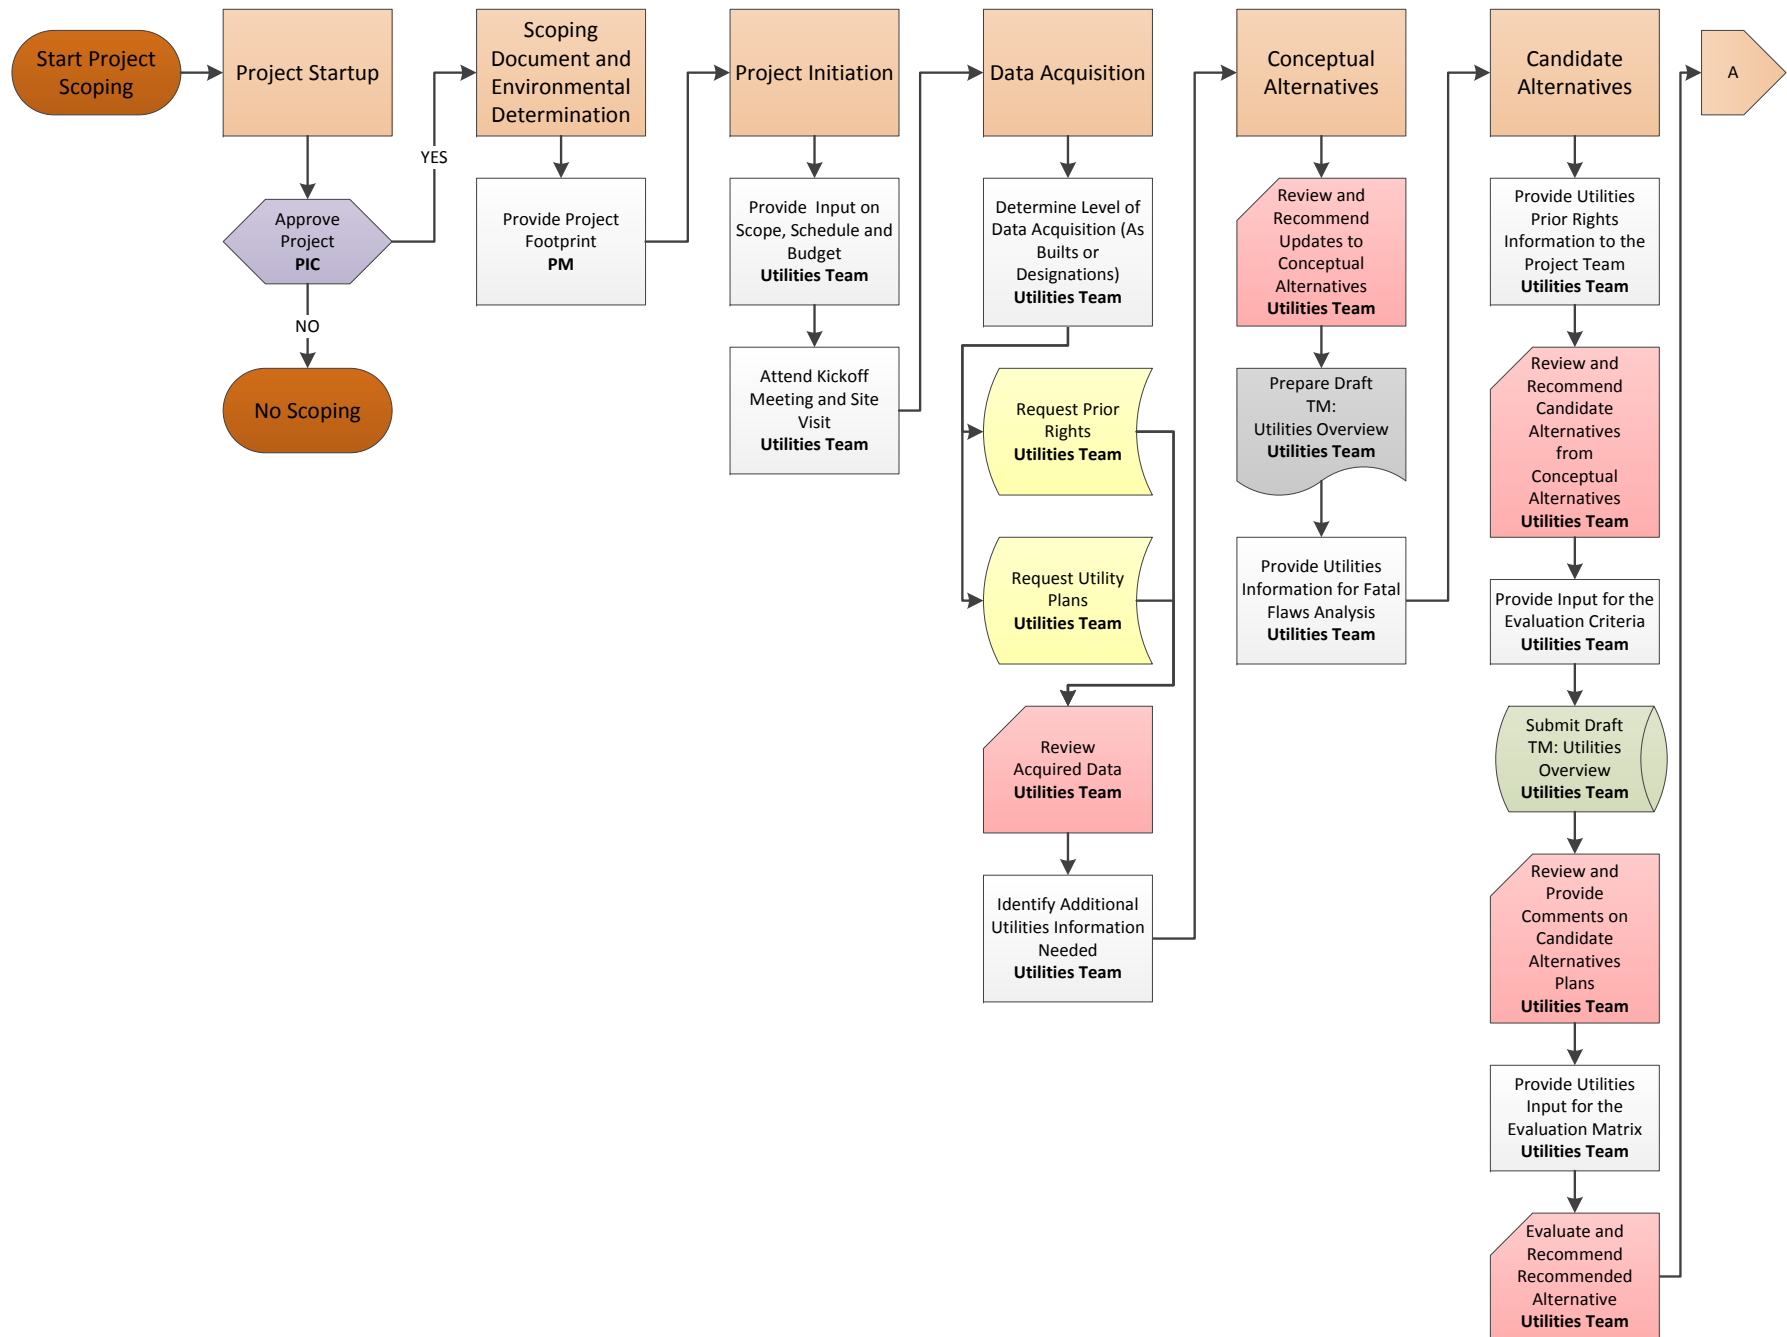 Start Project
Scoping
Project Startup
YES
Approve
Project
PIC
NO
No Scoping
Scoping
Document and
Environmental
Determination
Provide Project
Footprint
PM
Project Initiation
Provide  Input on
Scope, Schedule and
Budget
Utilities Team
Attend Kickoff
Meeting and Site
Visit
Utilities Team
Data Acquisition
Determine Level of
Data Acquisition (As
Builts or
Designations)
Utilities Team
Request Prior
Rights
Utilities Team
Request Utility
Plans
Utilities Team
Review
Acquired Data
Utilities Team
Identify Additional
Utilities Information
Needed
Utilities Team
Conceptual
Alternatives
Review and
Recommend
Updates to
Conceptual
Alternatives
Utilities Team
Prepare Draft
TM:
Utilities Overview
Utilities Team
Provide Utilities
Information for Fatal
Flaws Analysis
Utilities Team
Candidate
Alternatives
Provide Utilities
Prior Rights
Information to the
Project Team
Utilities Team
Review and
Recommend
Candidate
Alternatives
from
Conceptual
Alternatives
Utilities Team
Provide Input for the
Evaluation Criteria
Utilities Team
Submit Draft
TM: Utilities
Overview
Utilities Team
Review and
Provide
Comments on
Candidate
Alternatives
Plans
Utilities Team
Provide Utilities
Input for the
Evaluation Matrix
Utilities Team
Evaluate and
Recommend
Recommended
Alternative
Utilities Team
A